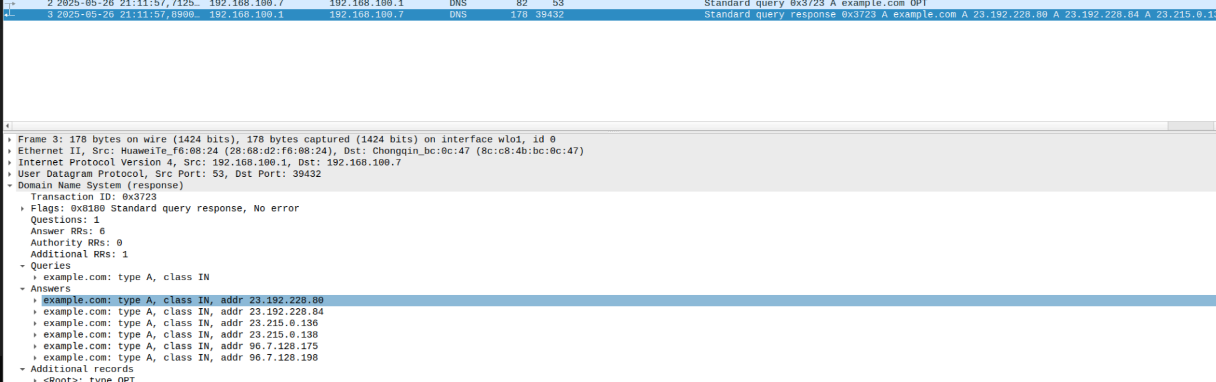 2 2025-05-26 21:11:57,7125… 192.168.100.7 192.168.100.1 DNS 82 53 Standard query 0x3723 A example.com OPT
3 2025-05-26 21:11:57,8900… 192.168.100.1 192.168.100.7 DNS 178 39432 Standard query response 0x3723 A example.com A 23.192.228.80 A 23.192.228.84 A 23.215.0.13
Frame 3: 178 bytes on wire (1424 bits), 178 bytes captured (1424 bits) on interface wlo1, id 0
Ethernet II, Src: HuaweiTe_f6:08:24 (28:68:d2:f6:08:24), Dst: Chongqin_bc:0c:47 (8c:c8:4b:bc:0c:47)
Internet Protocol Version 4, Src: 192.168.100.1, Dst: 192.168.100.7
User Datagram Protocol, Src Port: 53, Dst Port: 39432
Domain Name System (response)
Transaction ID: 0x3723
Flags: 0x8180 Standard query response, No error
Questions: 1
Answer RRs: 6
Authority RRs: 0
Additional RRs: 1
Queries
example.com: type A, class IN
Answers
example.com: type A, class IN, addr 23.192.228.80
example.com: type A, class IN, addr 23.192.228.84
example.com: type A, class IN, addr 23.215.0.136
example.com: type A, class IN, addr 23.215.0.138
example.com: type A, class IN, addr 96.7.128.175
example.com: type A, class IN, addr 96.7.128.198
Additional records
<Root>: type OPT